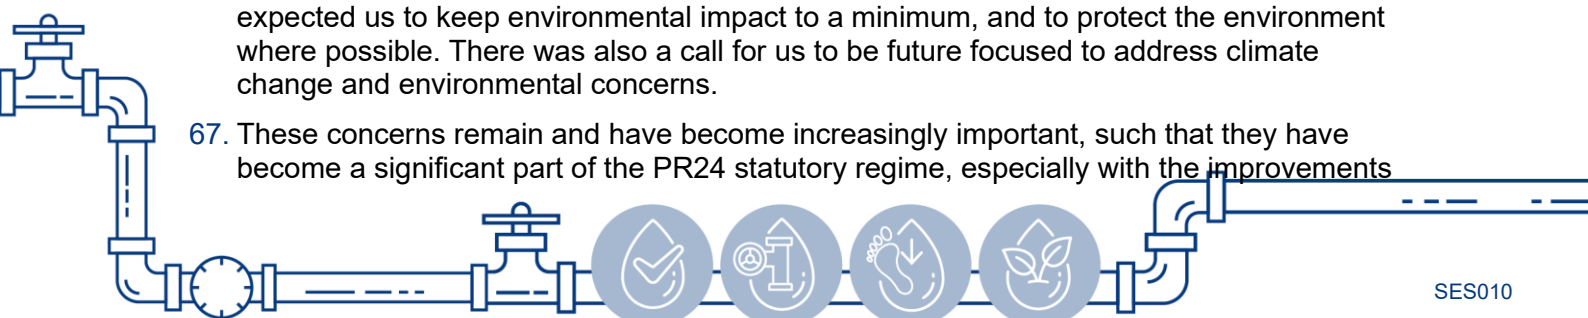 expected us to keep environmental impact to a minimum, and to protect the environment
where possible. There was also a call for us to be future focused to address climate
change and environmental concerns.
67. These concerns remain and have become increasingly important, such that they have
become a significant part of the PR24 statutory regime, especially with the improvements
SES010